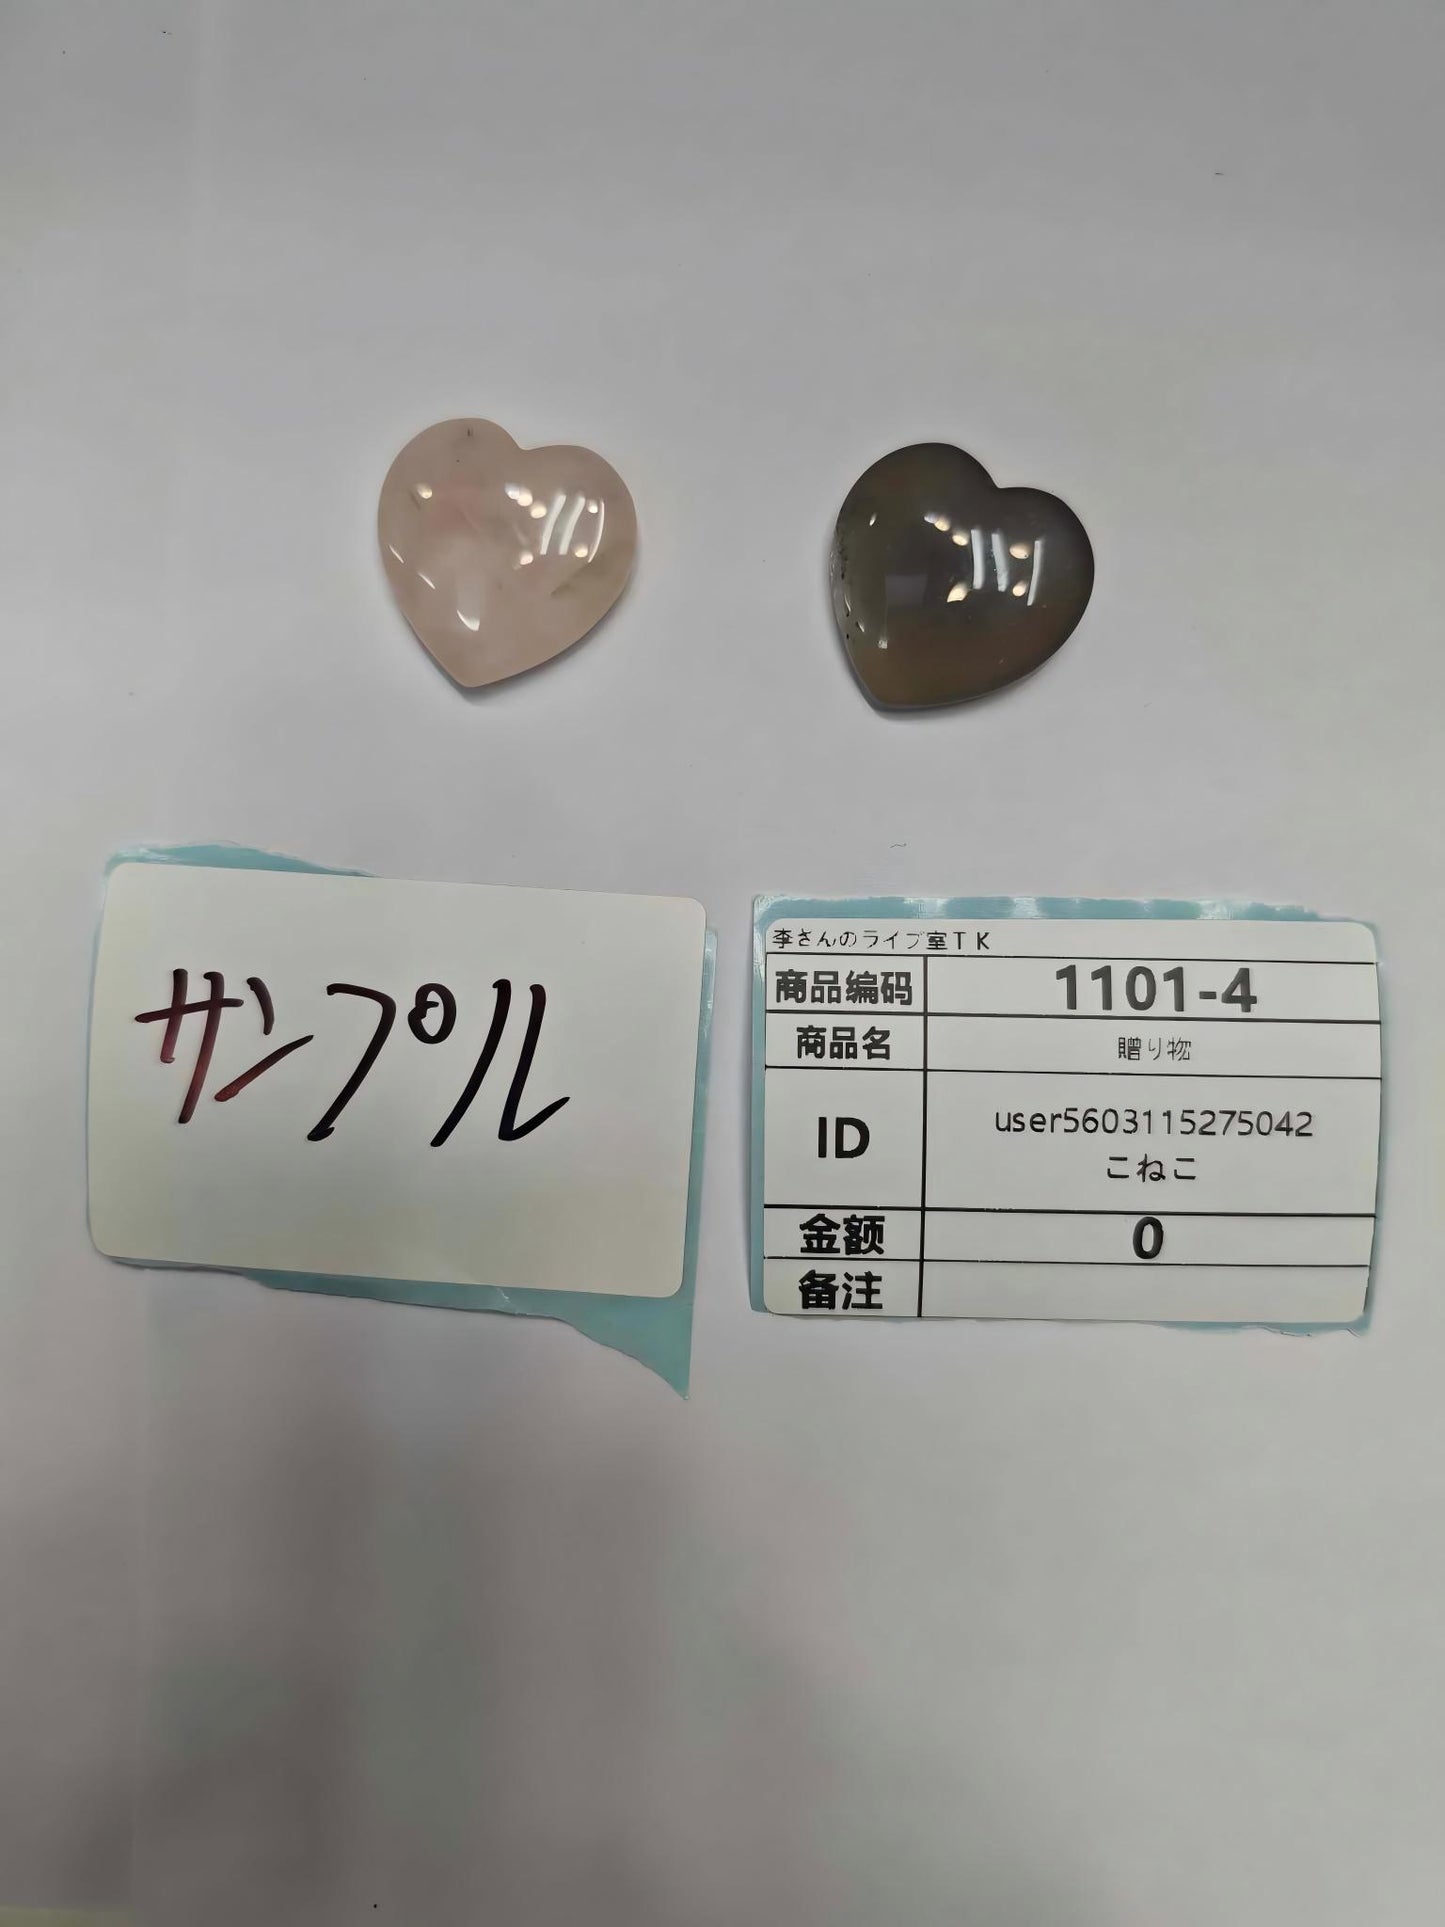 サンプル
李さんのライブ室TK
商品编码 1101-4
商品名 贈り物
ID user5603115275042
こねこ
金额 0
备注